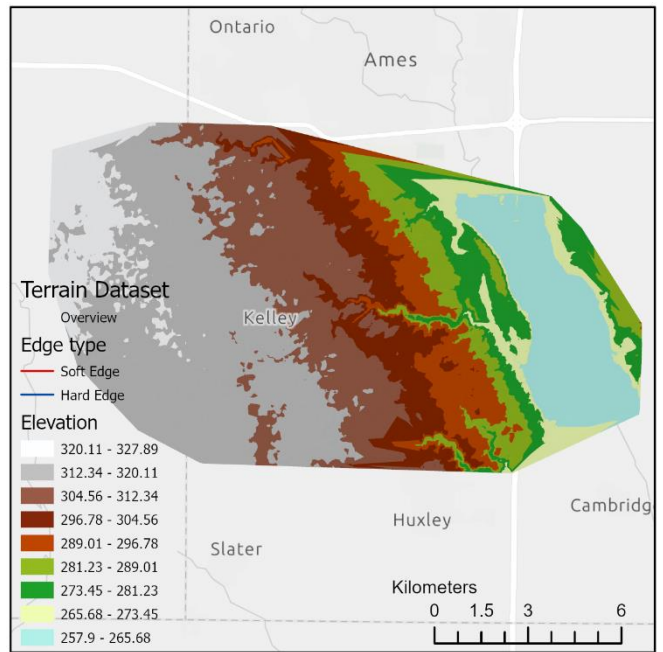 Ontario
Ames
Terrain Dataset
Overview
Kelley
Edge type
Soft Edge
Hard Edge
Elevation
320.11 - 327.89
312.34 - 320.11
304.56 - 312.34
296.78 - 304.56
289.01 - 296.78
281.23 - 289.01
273.45 - 281.23
265.68 - 273.45
257.9 - 265.68
Cambridg
Huxley
Slater
Kilometers
0 1.5 3 6